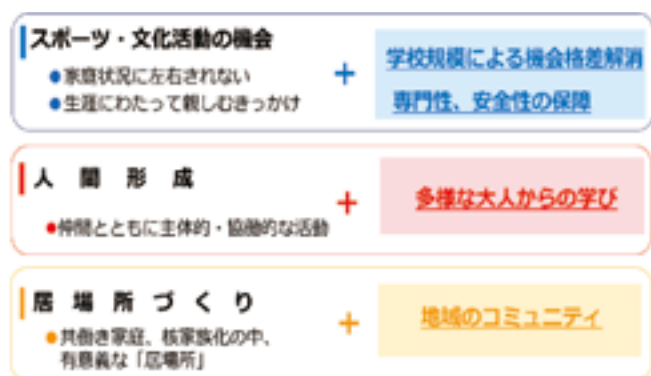 スポーツ・文化活動の機会
●家庭状況に左右されない
●生涯にわたって親しむきっかけ
+
学校規模による機会格差解消
専門性、安全性の保障
人間形成
●仲間とともに主体的・協働的な活動
+
多様な大人からの学び
居場所づくり
●共働き家庭、核家族化の中、
有意義な「居場所」
+
地域のコミュニティ